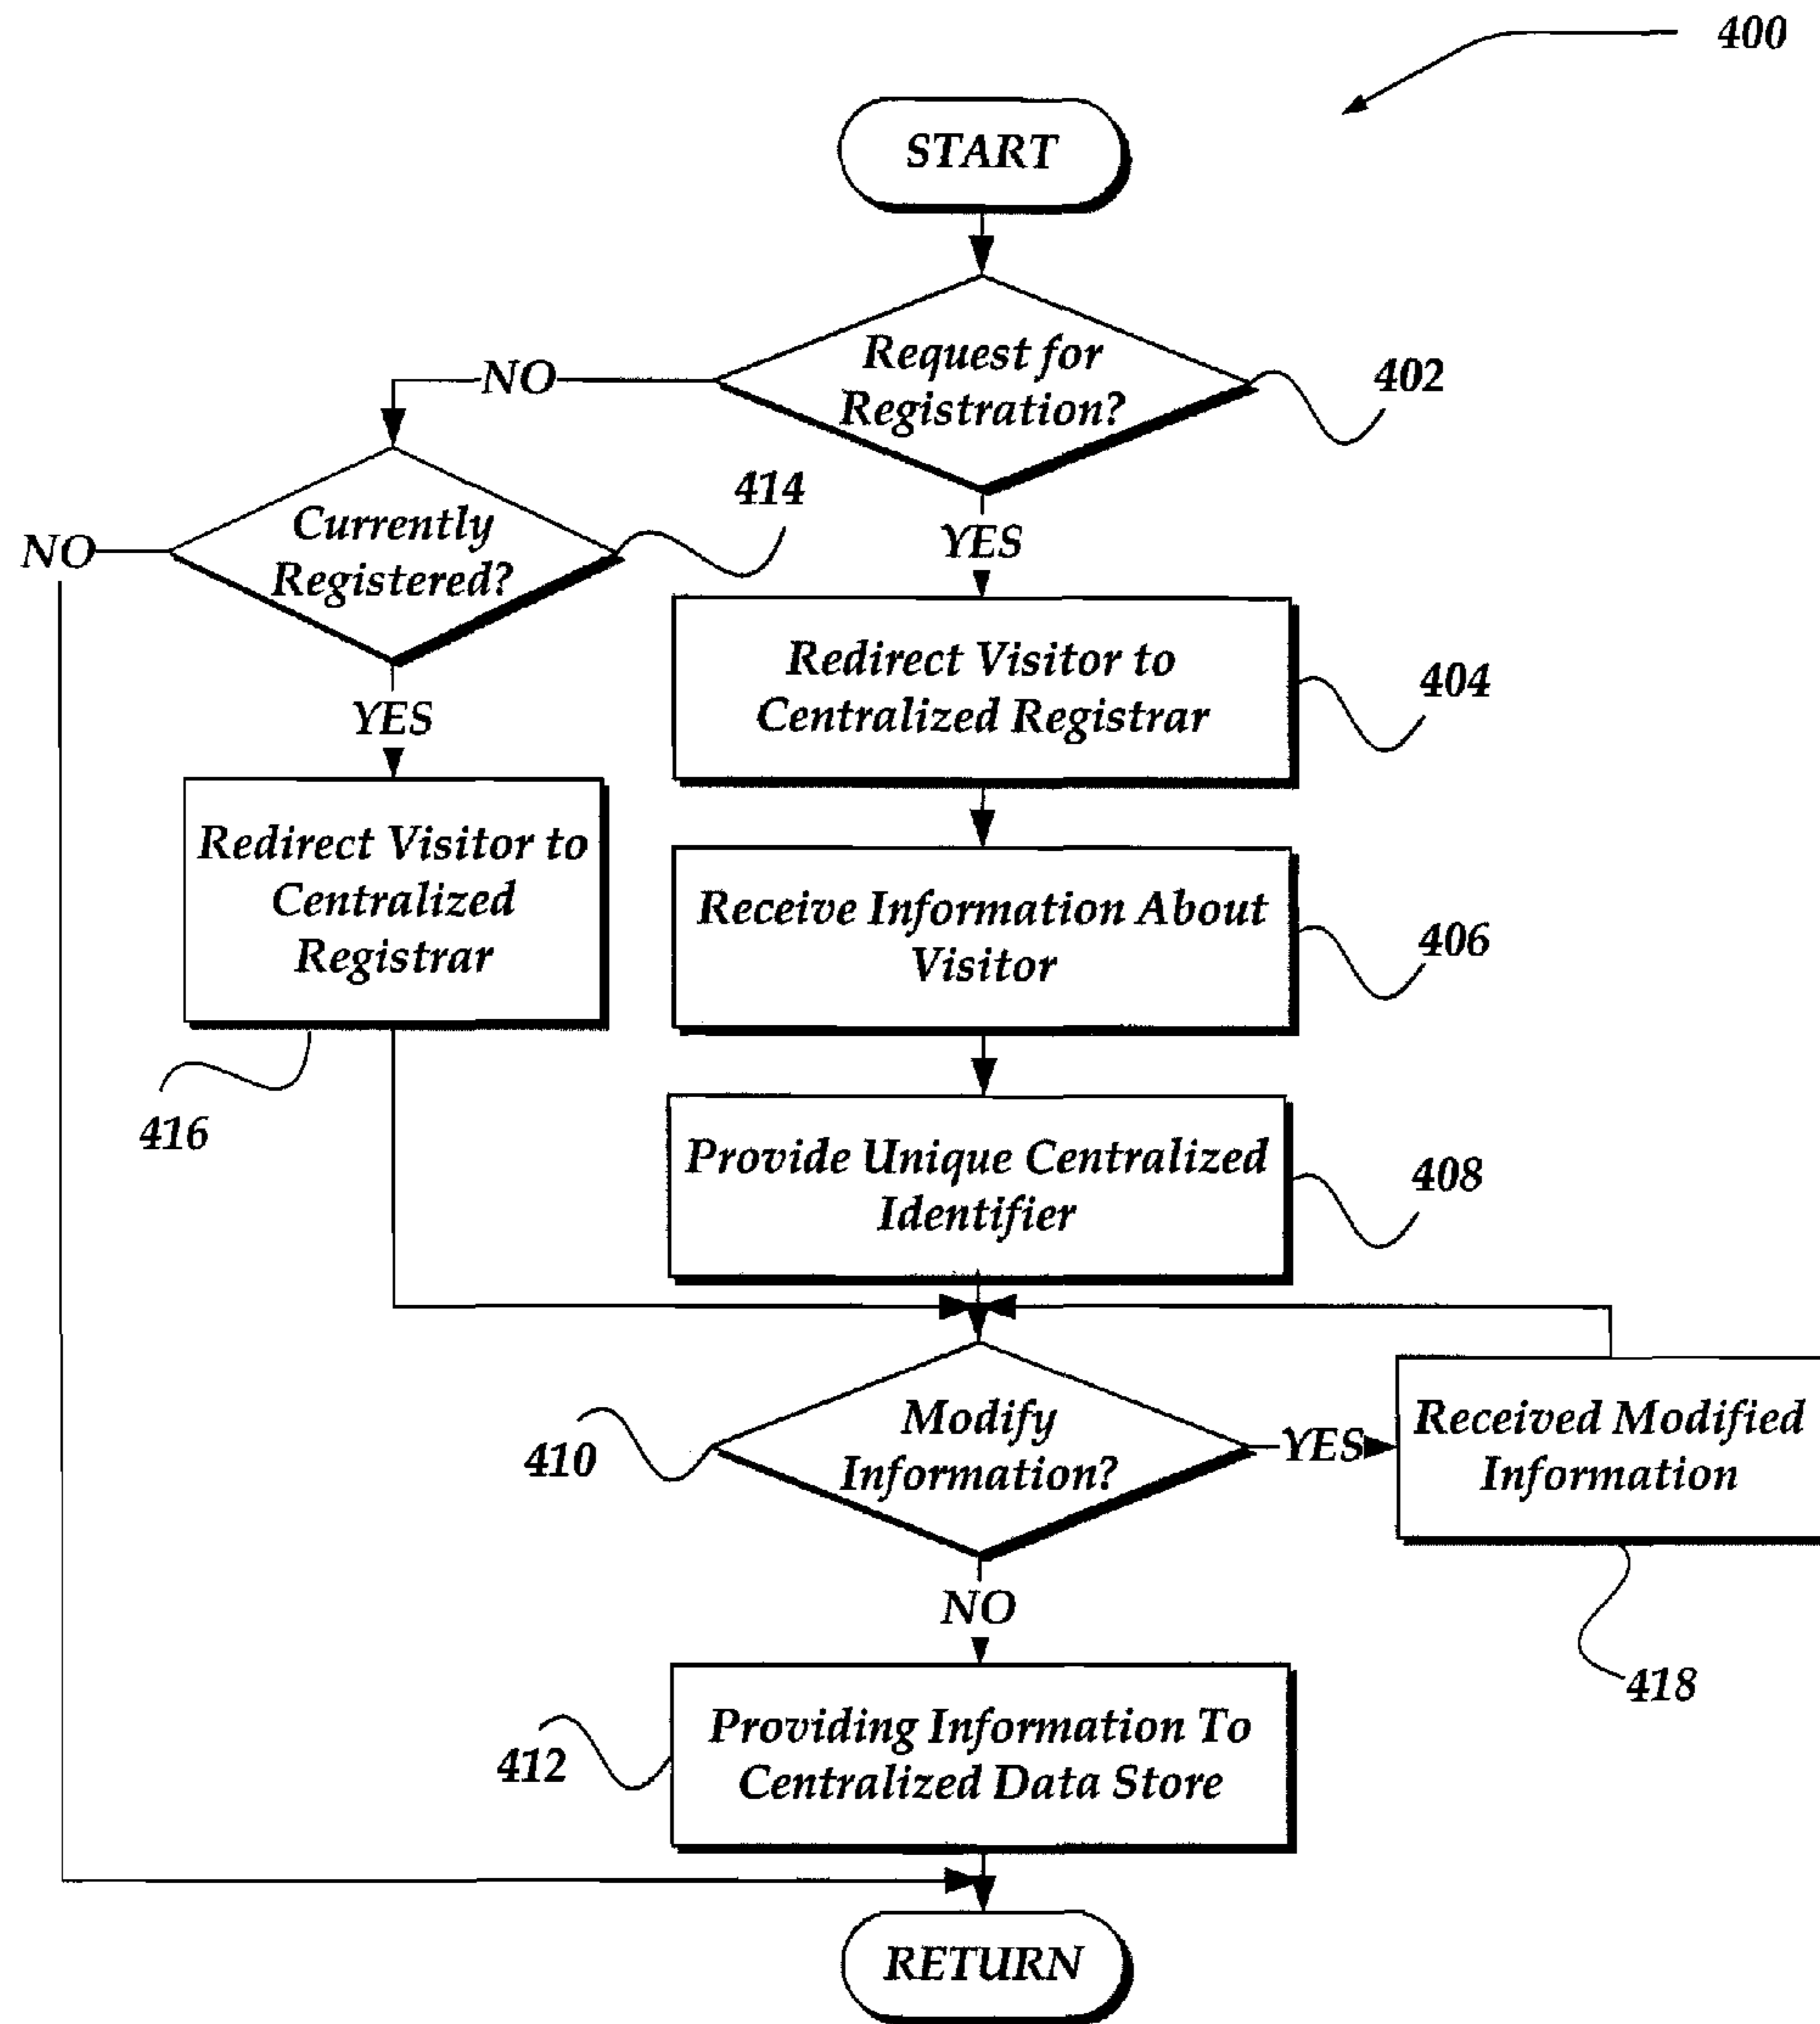 400
START
Request for
Registration?
402
NO
YES
Currently
Registered?
414
NO
YES
Redirect Visitor to
Centralized Registrar
404
Redirect Visitor to
Centralized
Registrar
416
Receive Information About
Visitor
406
Provide Unique Centralized
Identifier
408
Modify
Information?
410
YES
Received Modified
Information
418
NO
Providing Information To
Centralized Data Store
412
RETURN